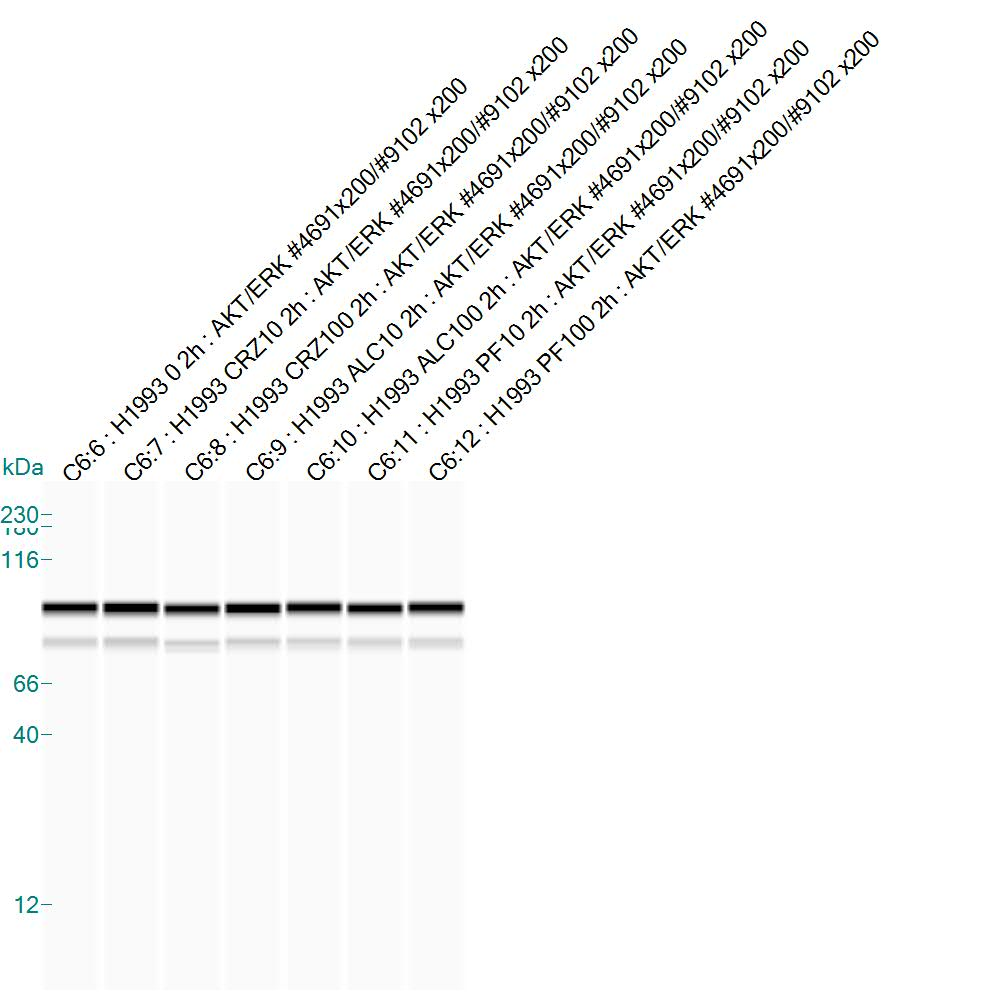 C6:6 : H1993 0 2h : AKT/ERK #4691x200/#9102 x200
C6:7 : H1993 CRZ10 2h : AKT/ERK #4691x200/#9102 x200
C6:8 : H1993 CRZ100 2h : AKT/ERK #4691x200/#9102 x200
C6:9 : H1993 ALC10 2h : AKT/ERK #4691x200/#9102 x200
C6:10 : H1993 ALC100 2h : AKT/ERK #4691x200/#9102 x200
C6:11 : H1993 PF10 2h : AKT/ERK #4691x200/#9102 x200
C6:12 : H1993 PF100 2h : AKT/ERK #4691x200/#9102 x200
kDa
230
180
116
66
40
12